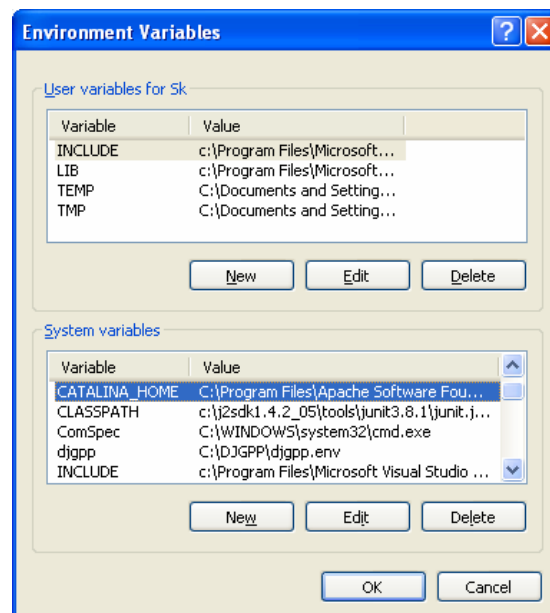 Environment Variables
User variables for Sk
Variable Value
INCLUDE c:\Program Files\Microsoft...
LIB c:\Program Files\Microsoft...
TEMP C:\Documents and Setting...
TMP C:\Documents and Setting...
New Edit Delete
System variables
Variable Value
CATALINA_HOME C:\Program Files\Apache Software Fou...
CLASSPATH c:\j2sdk1.4.2_05\tools\junit3.8.1\junit.j...
ComSpec C:\WINDOWS\system32\cmd.exe
djgpp C:\DJGPP\djgpp.env
INCLUDE c:\Program Files\Microsoft Visual Studio ...
New Edit Delete
OK Cancel